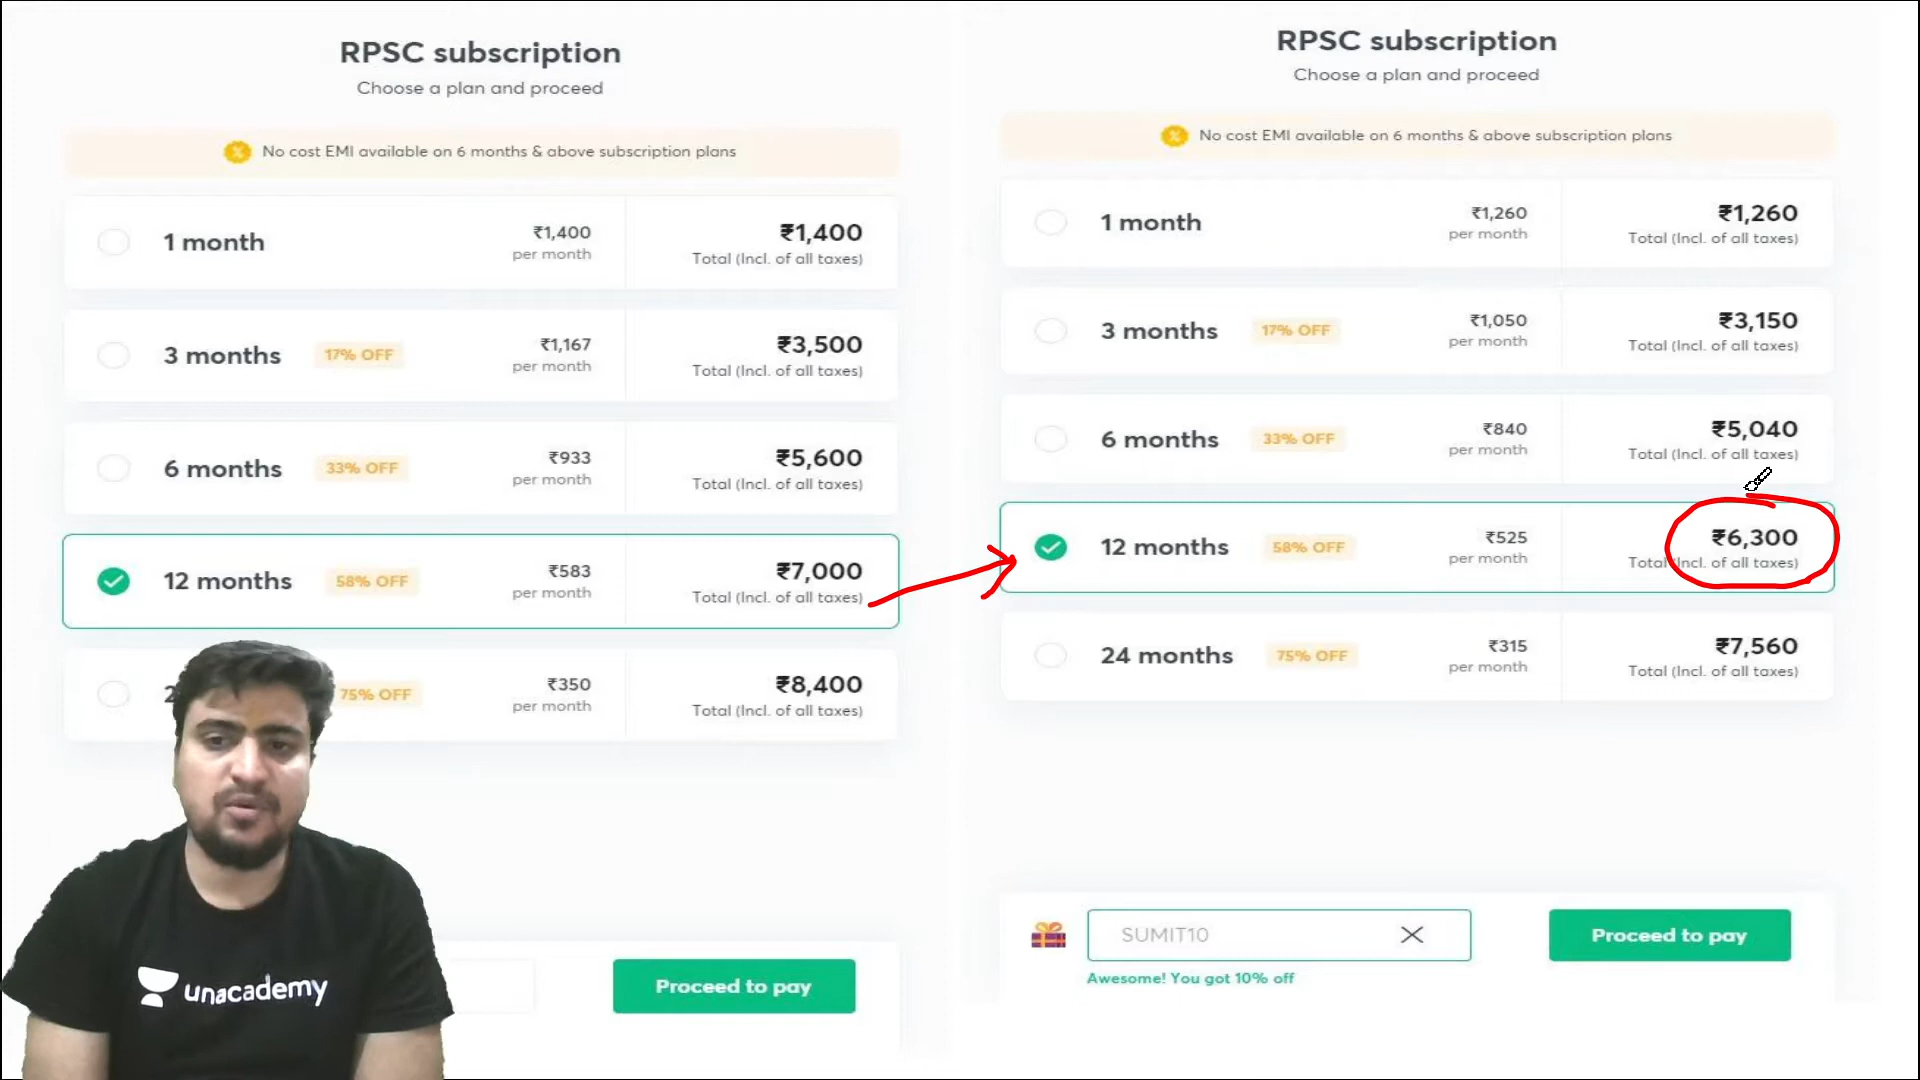 RPSC subscription
Choose a plan and proceed
No cost EMI available on 6 months & above subscription plans
1 month
₹1,400
per month
₹1,400
Total (Incl. of all taxes)
3 months
17% OFF
₹1,167
per month
₹3,500
Total (Incl. of all taxes)
6 months
33% OFF
₹933
per month
₹5,600
Total (Incl. of all taxes)
12 months
58% OFF
₹583
per month
₹7,000
Total (Incl. of all taxes)
75% OFF
₹350
per month
₹8,400
Total (Incl. of all taxes)
Proceed to pay
unacademy
RPSC subscription
Choose a plan and proceed
No cost EMI available on 6 months & above subscription plans
1 month
₹1,260
per month
₹1,260
Total (Incl. of all taxes)
3 months
17% OFF
₹1,050
per month
₹3,150
Total (Incl. of all taxes)
6 months
33% OFF
₹840
per month
₹5,040
Total (Incl. of all taxes)
12 months
58% OFF
₹525
per month
₹6,300
Total (Incl. of all taxes)
24 months
75% OFF
₹315
per month
₹7,560
Total (Incl. of all taxes)
SUMIT10
Proceed to pay
Awesome! You got 10% off